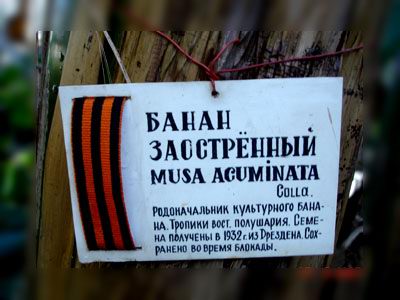 БАНАН
ЗАОСТРЁННЫЙ
MUSA ACUMINATA
COLLA.
РОДОНАЧАЛЬНИК КУЛЬТУРНОГО БАНА-
НА. ТРОПИКИ ВОСТ. ПОЛУШАРИЯ. СЕМЕ-
НА ПОЛУЧЕНЫ В 1932 г. ИЗ ДРЕЗДЕНА. СОХ-
РАНЕНО ВО ВРЕМЯ БЛОКАДЫ.